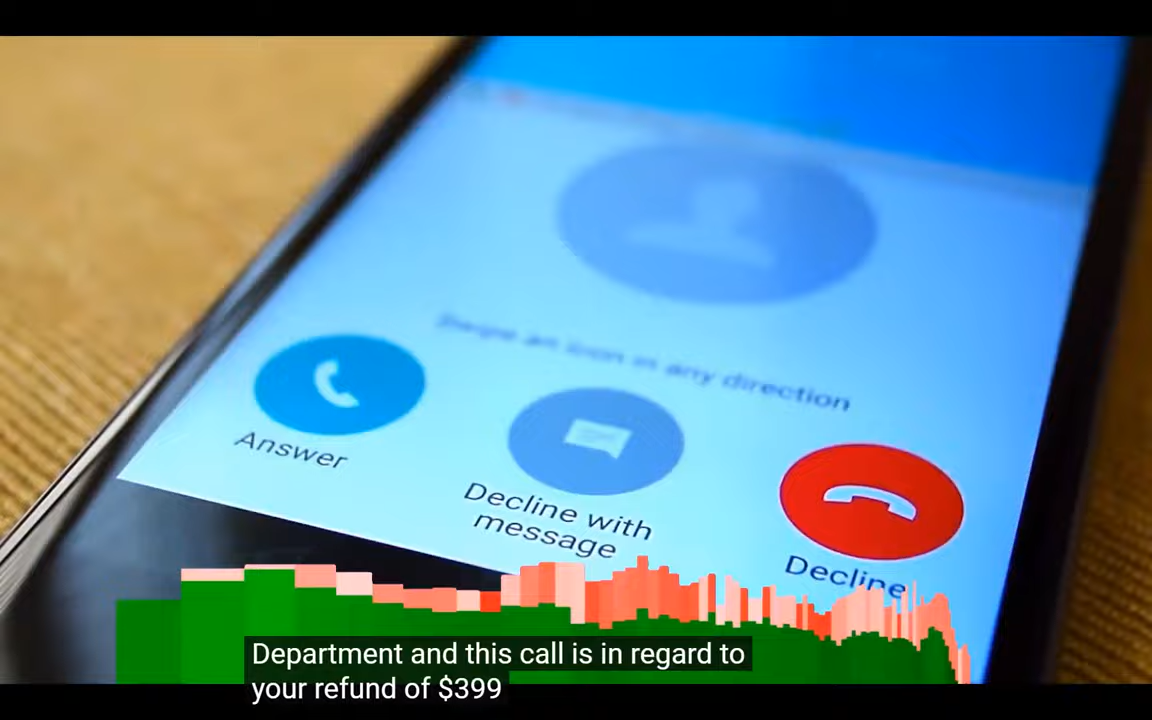 Swipe an icon in any direction
Answer
Decline with
message
Decline
Department and this call is in regard to
your refund of $399